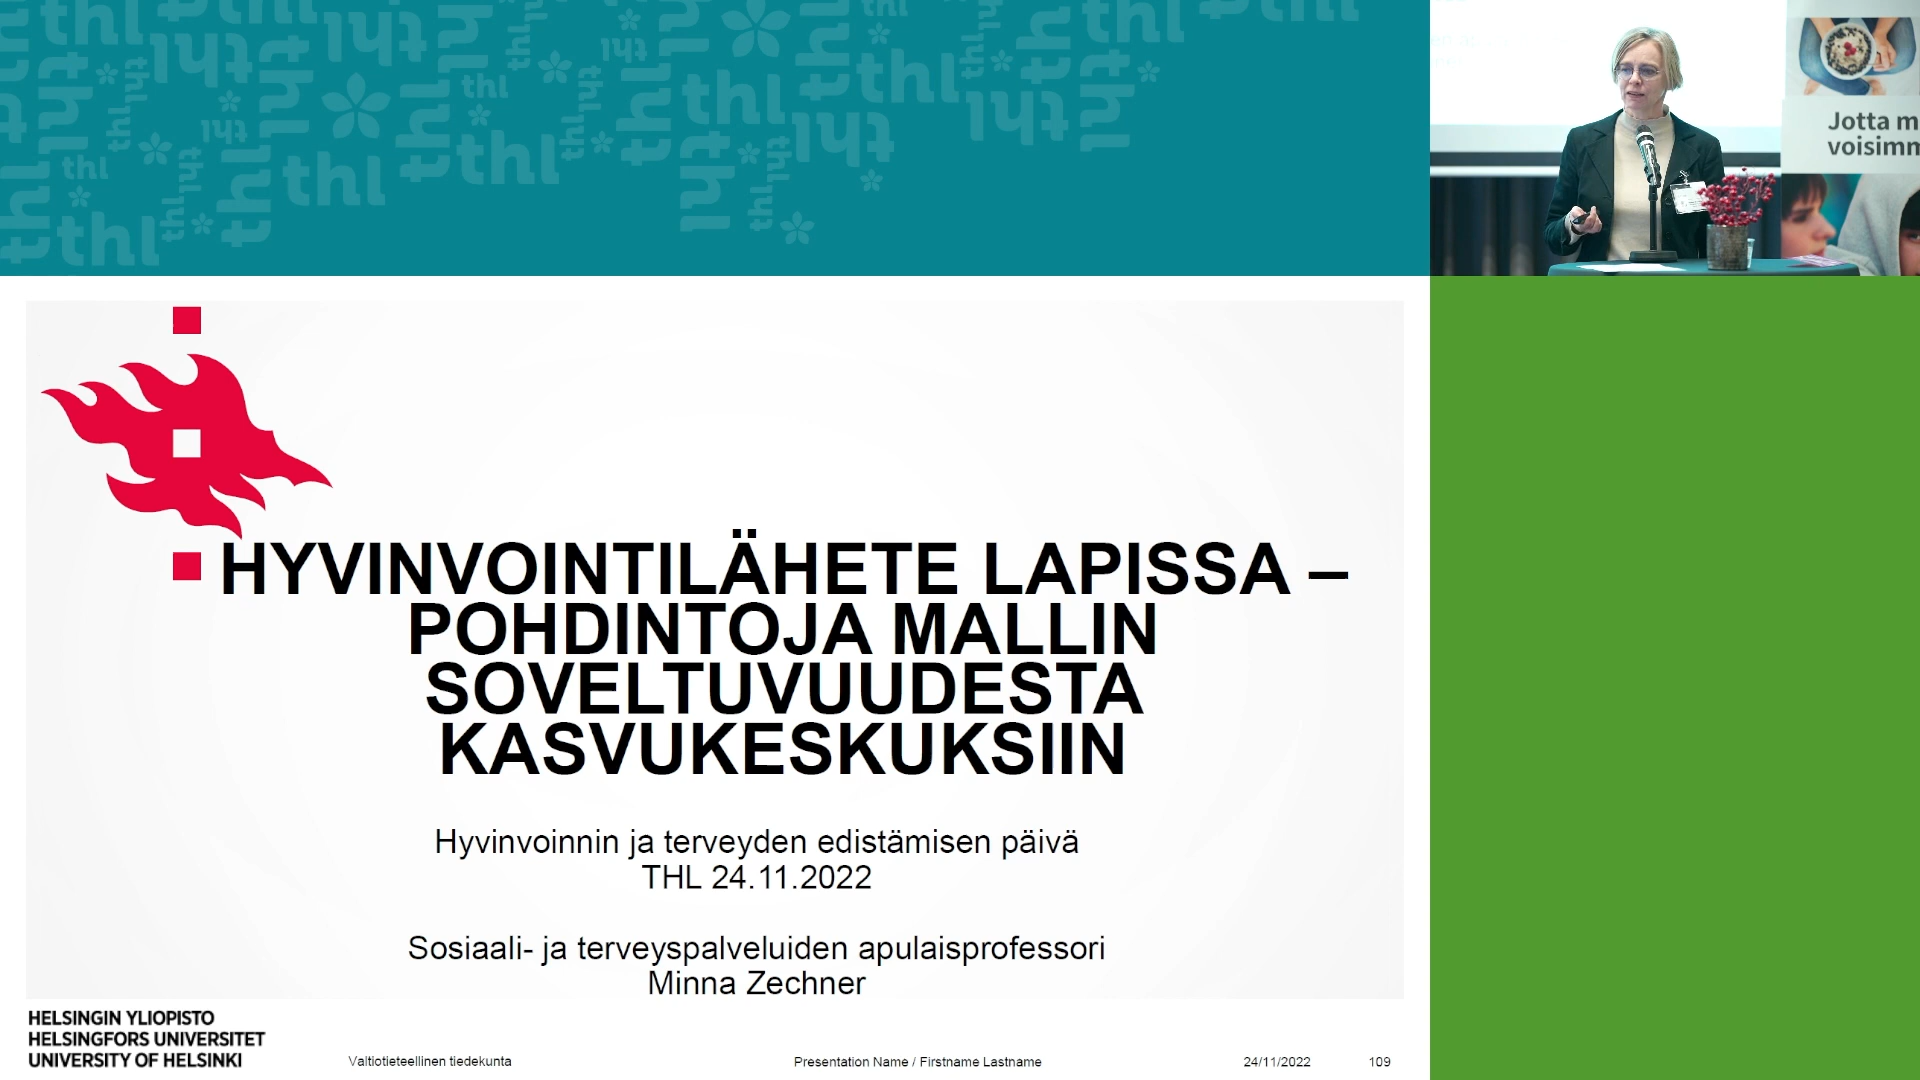 thl
Jotta m
voisimm
HYVINVOINTILÄHETE LAPISSA –
POHDINTOJA MALLIN
SOVELTUVUUDESTA
KASVUKESKUKSIIN
Hyvinvoinnin ja terveyden edistämisen päivä
THL 24.11.2022
Sosiaali- ja terveyspalveluiden apulaisprofessori
Minna Zechner
HELSINGIN YLIOPISTO
HELSINGFORS UNIVERSITET
UNIVERSITY OF HELSINKI
Valtiotieteellinen tiedekunta
Presentation Name / Firstname Lastname
24/11/2022
109